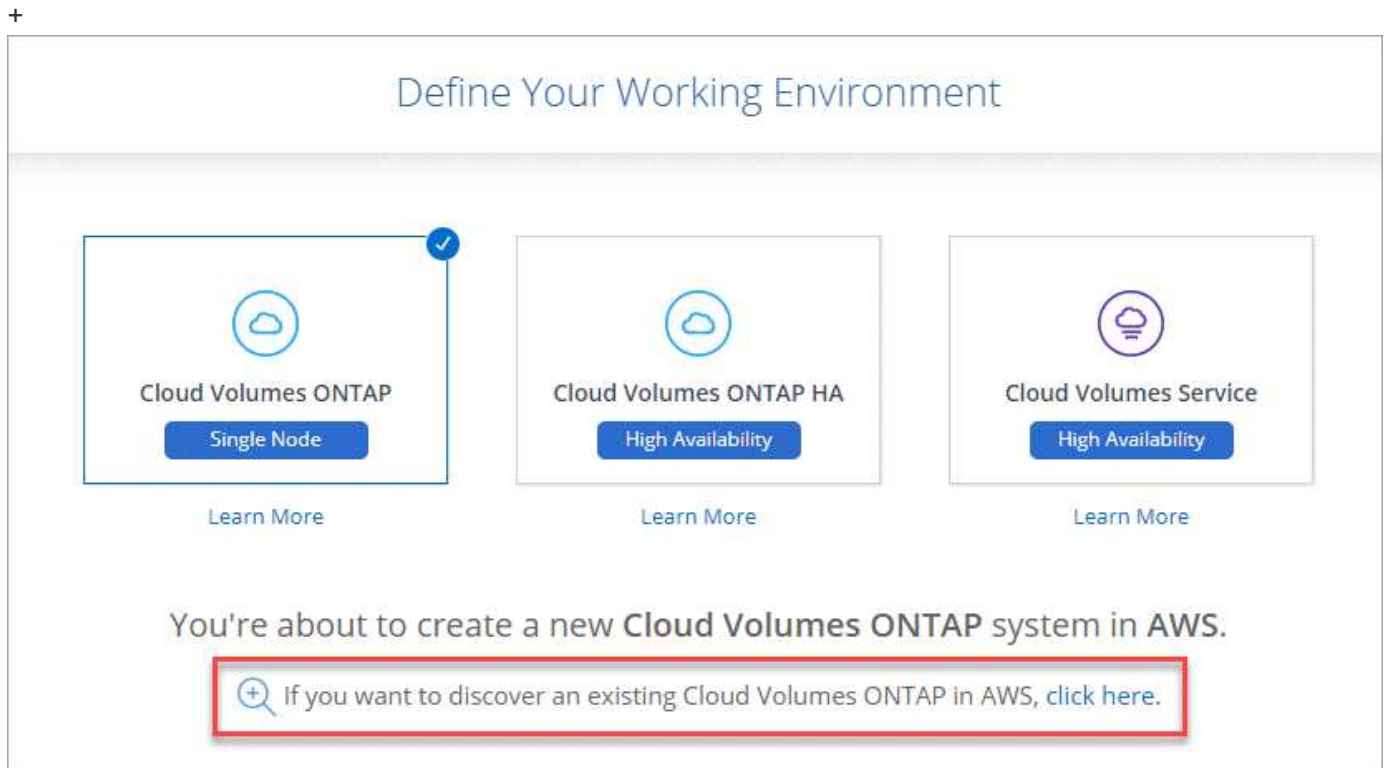 +
Define Your Working Environment
Cloud Volumes ONTAP
Single Node
Learn More
Cloud Volumes ONTAP HA
High Availability
Learn More
Cloud Volumes Service
High Availability
Learn More
You're about to create a new Cloud Volumes ONTAP system in AWS.
If you want to discover an existing Cloud Volumes ONTAP in AWS, click here.